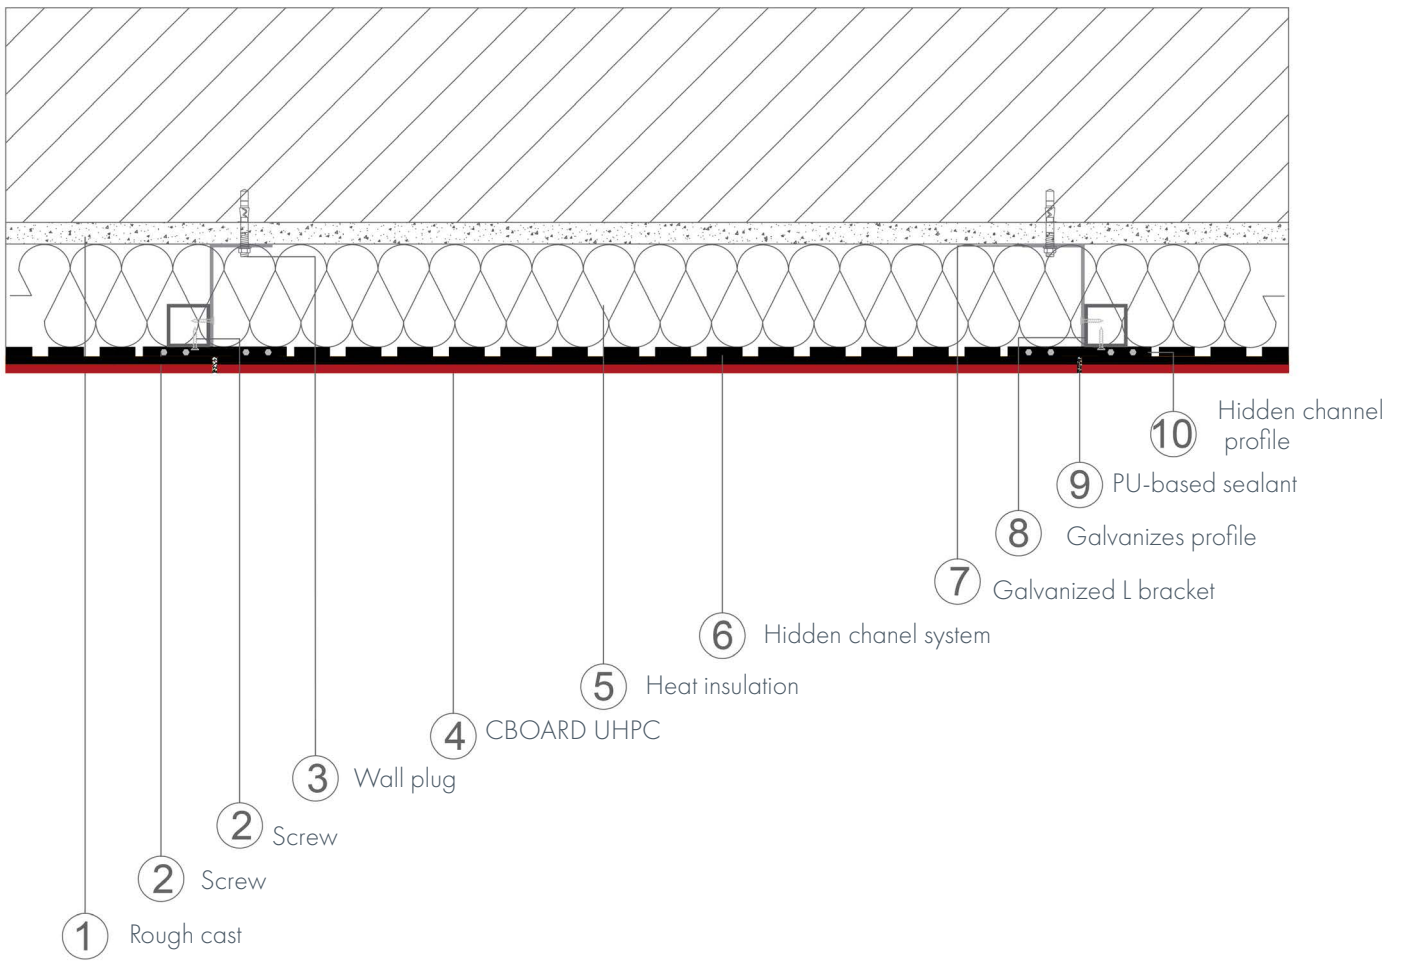 10 Hidden channel
profile
9 PU-based sealant
8 Galvanizes profile
7 Galvanized L bracket
6 Hidden chanel system
5 Heat insulation
4 CBOARD UHPC
3 Wall plug
2 Screw
2 Screw
1 Rough cast